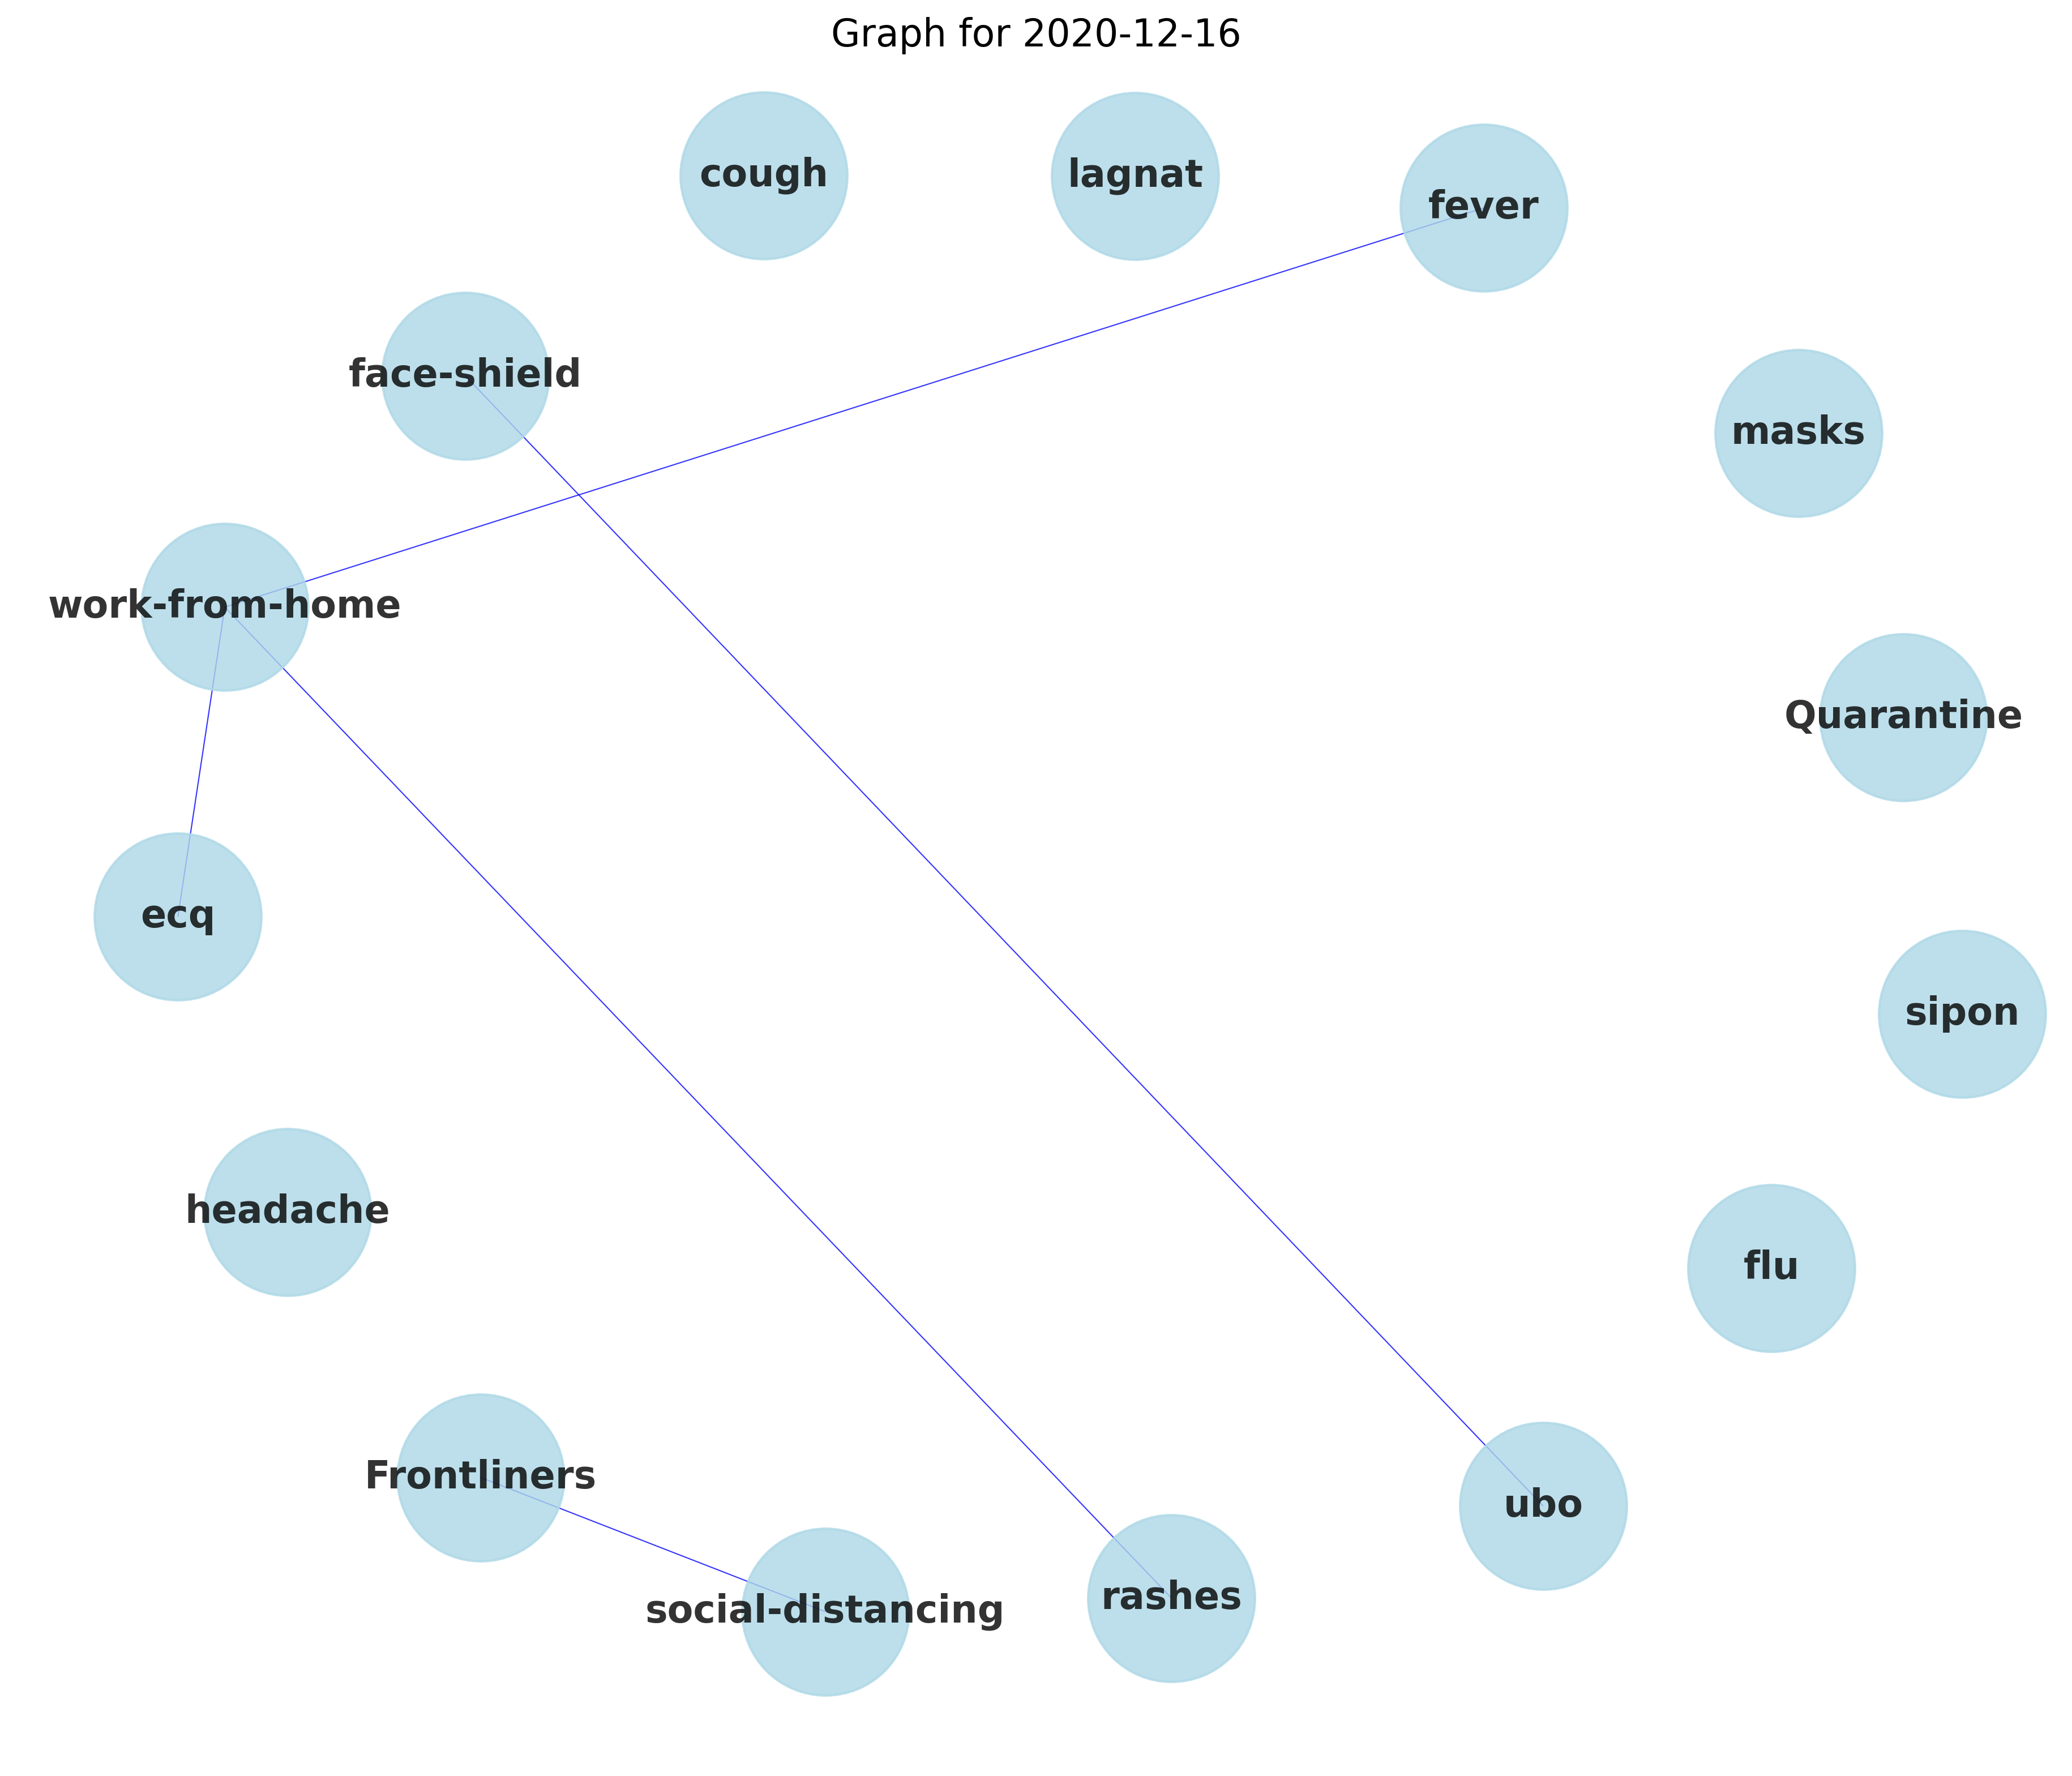 Graph for 2020-12-16
cough
lagnat
fever
face-shield
masks
work-from-home
Quarantine
ecq
sipon
headache
flu
Frontliners
ubo
social-distancing
rashes